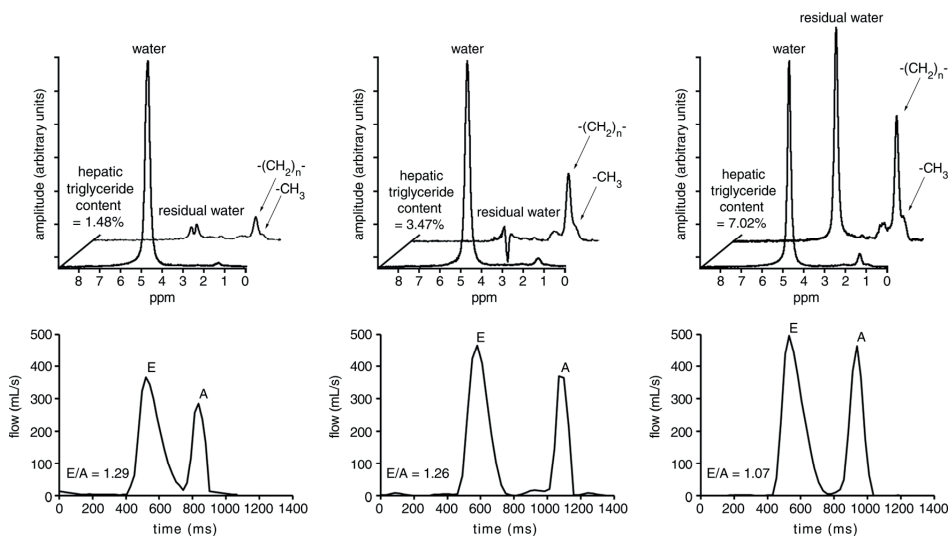 water
-(CH2)n-
-CH3
hepatic
triglyceride
content
= 1.48%
residual water
amplitude (arbitrary units)
8 7 6 5 4 3 2 1 0
ppm
water
-(CH2)n-
-CH3
hepatic
triglyceride
content
= 3.47%
residual water
amplitude (arbitrary units)
8 7 6 5 4 3 2 1 0
ppm
residual water
water
-(CH2)n-
-CH3
hepatic
triglyceride
content
= 7.02%
amplitude (arbitrary units)
8 7 6 5 4 3 2 1 0
ppm
500
400
300
200
100
0
flow (mL/s)
E
A
E/A = 1.29
0 200 400 600 800 1000 1200 1400
time (ms)
500
400
300
200
100
0
flow (mL/s)
E
A
E/A = 1.26
0 200 400 600 800 1000 1200 1400
time (ms)
500
400
300
200
100
0
flow (mL/s)
E
A
E/A = 1.07
0 200 400 600 800 1000 1200 1400
time (ms)